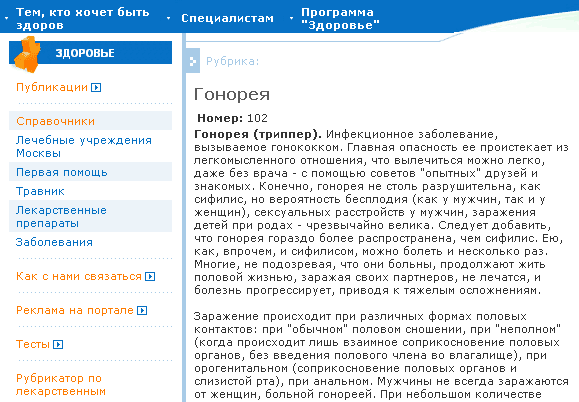 Тем, кто хочет быть
здоров
Специалистам
Программа
"Здоровье"
ЗДОРОВЬЕ
Публикации
Справочники
Лечебные учреждения
Москвы
Первая помощь
Травник
Лекарственные
препараты
Заболевания
Как с нами связаться
Реклама на портале
Тесты
Рубрикатор по
лекарственным
Рубрика:
Гонорея
Номер: 102
Гонорея (триппер). Инфекционное заболевание,
вызываемое гонококком. Главная опасность ее проистекает из
легкомысленного отношения, что вылечиться можно легко,
даже без врача - с помощью советов "опытных" друзей и
знакомых. Конечно, гонорея не столь разрушительна, как
сифилис, но вероятность бесплодия (как у мужчин, так и у
женщин), сексуальных расстройств у мужчин, заражения
детей при родах - чрезвычайно велика. Следует добавить,
что гонорея гораздо более распространена, чем сифилис. Ею,
как, впрочем, и сифилисом, можно болеть и несколько раз.
Многие, не подозревая, что они больны, продолжают жить
половой жизнью, заражая своих партнеров, не лечатся, и
болезнь прогрессирует, приводя к тяжелым осложнениям.
Заражение происходит при различных формах половых
контактов: при "обычном" половом сношении, при "неполном"
(когда происходит лишь взаимное соприкосновение половых
органов, без введения полового члена во влагалище), при
орогенитальном (соприкосновение половых органов и
слизистой рта), при анальном. Мужчины не всегда заражаются
от женщин, больной гонореей. При небольшом количестве